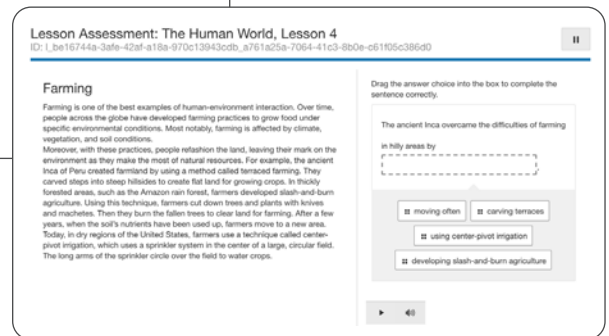 Lesson Assessment: The Human World, Lesson 4
ID: l_be16744a-3afe-42af-a18a-970c13943cdb_a761a25a-7064-41c3-8b0e-c61f05c386d0
Farming
Farming is one of the best examples of human-environment interaction. Over time,
people across the globe have developed farming practices to grow food under
specific environmental conditions. Most notably, farming is affected by climate,
vegetation, and soil conditions.
Moreover, with these practices, people refashion the land, leaving their mark on the
environment as they make the most of natural resources. For example, the ancient
Inca of Peru created farmland by using a method called terraced farming. They
carved steps into steep hillsides to create flat land for growing crops. In thickly
forested areas, such as the Amazon rain forest, farmers developed slash-and-burn
agriculture. Using this technique, farmers cut down trees and plants with knives
and machetes. Then they burn the fallen trees to clear land for farming. After a few
years, when the soil's nutrients have been used up, farmers move to a new area.
Today, in dry regions of the United States, farmers use a technique called center-
pivot irrigation, which uses a sprinkler system in the center of a large, circular field.
The long arms of the sprinkler circle over the field to water crops.
Drag the answer choice into the box to complete the
sentence correctly.
The ancient Inca overcame the difficulties of farming
in hilly areas by
.
moving often
carving terraces
using center-pivot irrigation
developing slash-and-burn agriculture